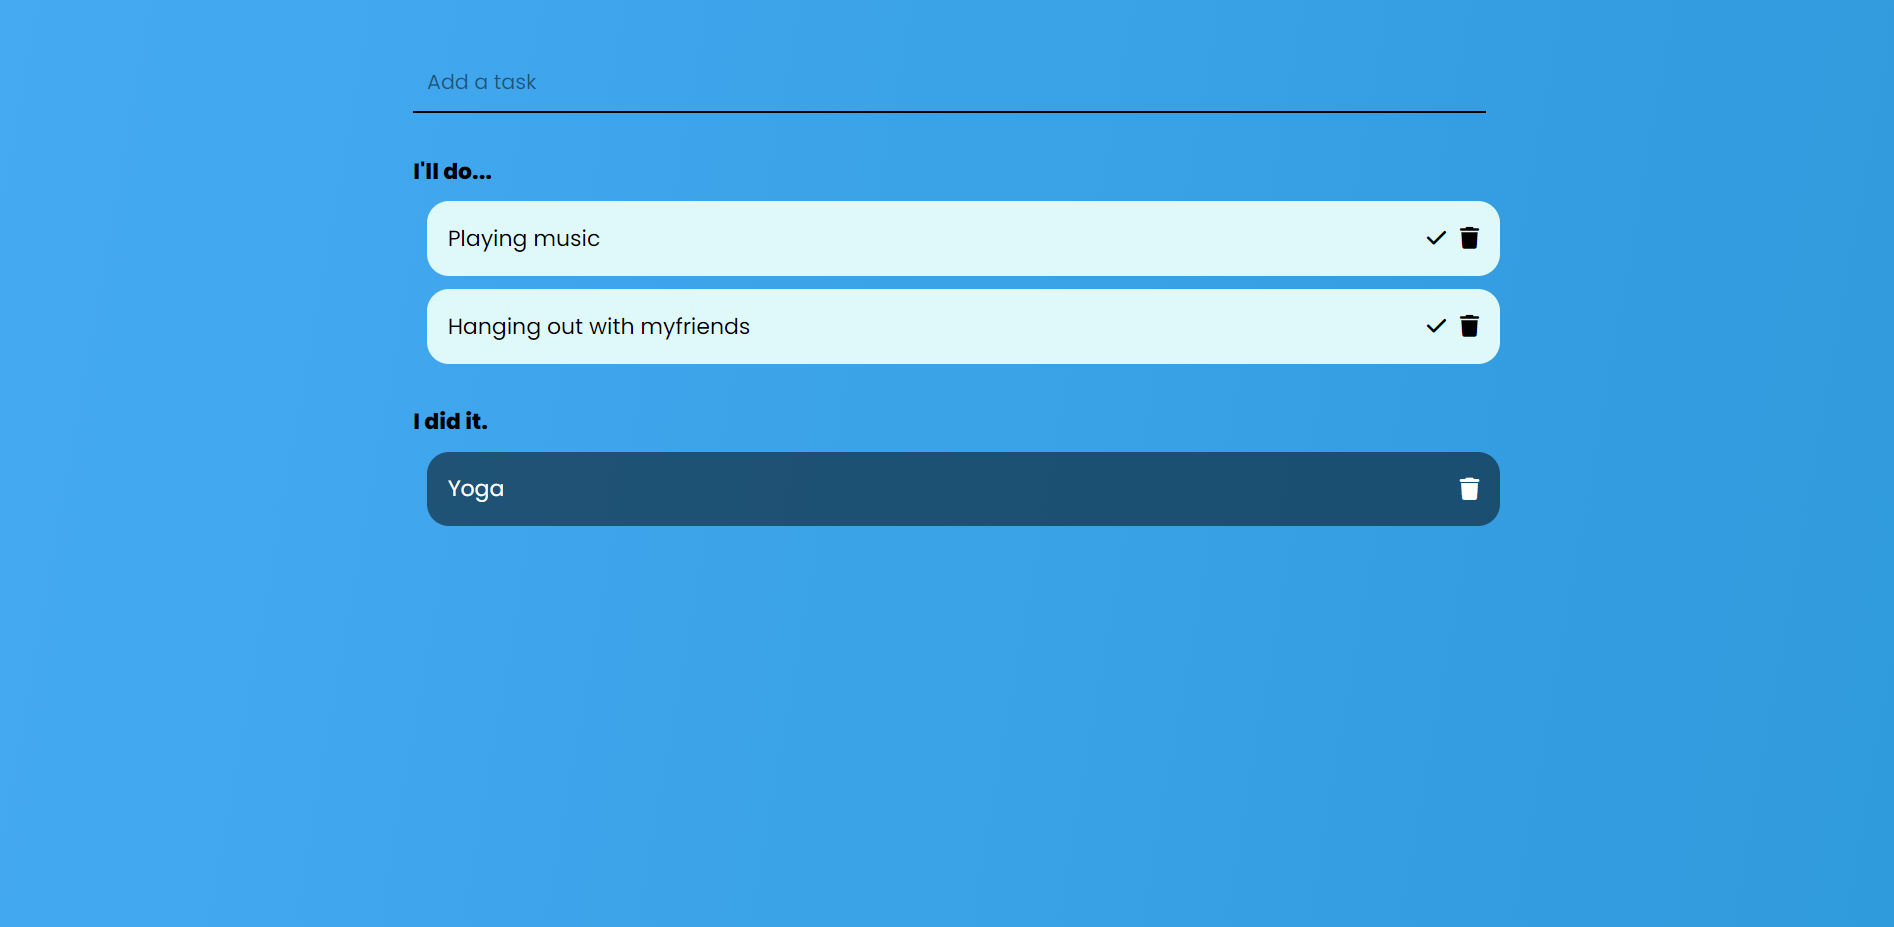 Add a task
I'll do...
Playing music
Hanging out with myfriends
I did it.
Yoga